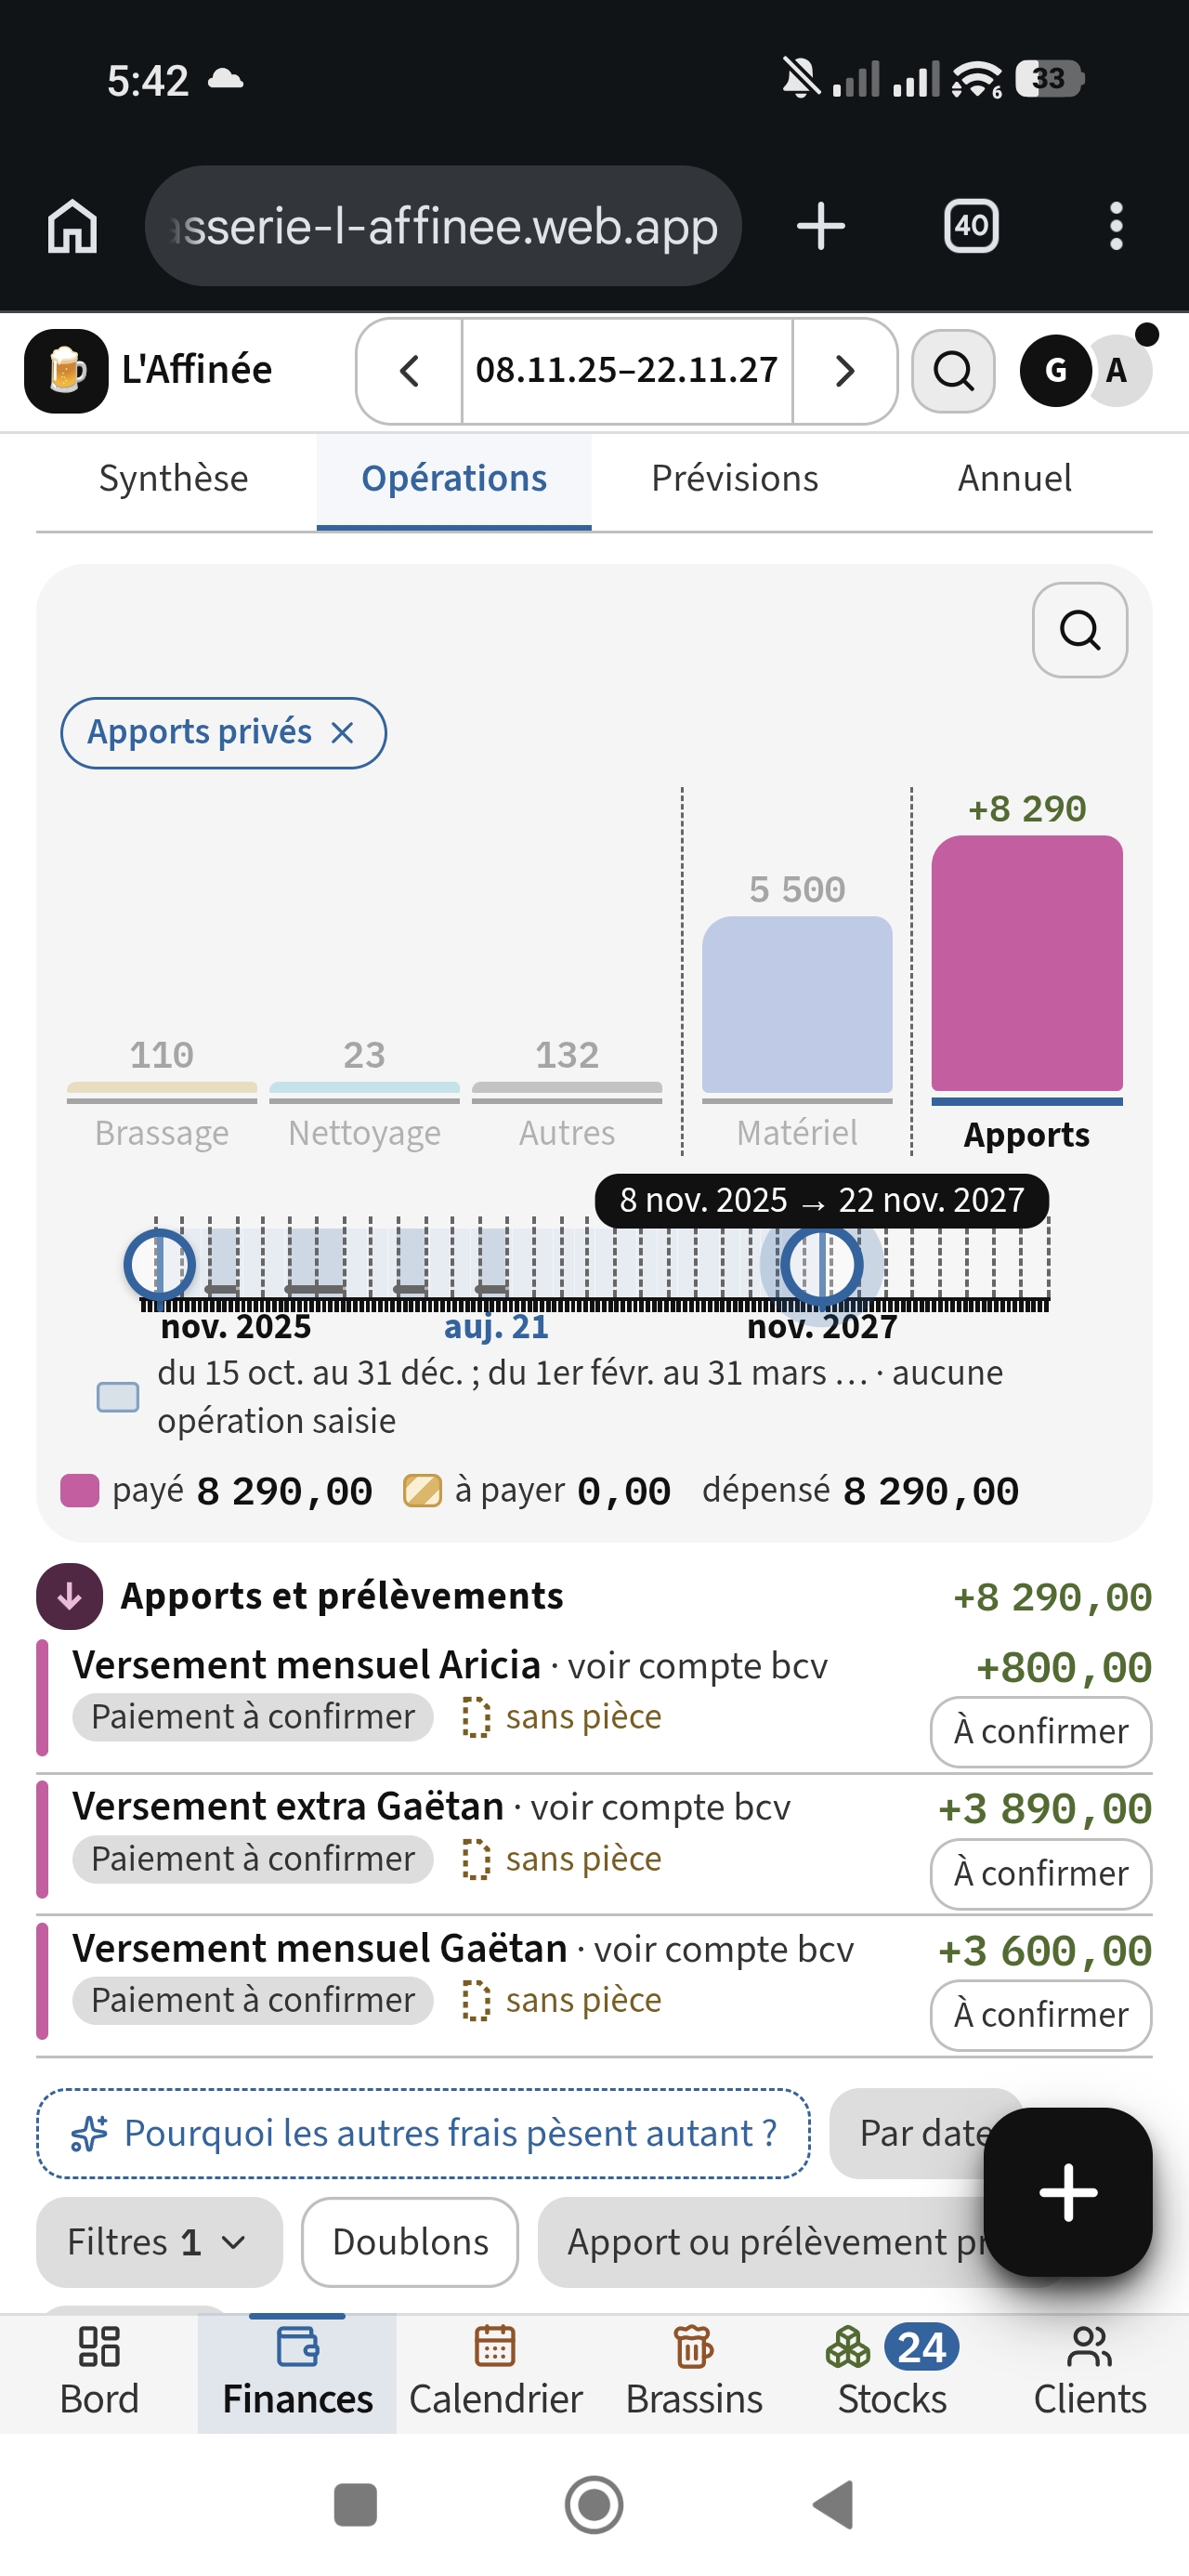 5:42
33
asserie-l-affinee.web.app
40
L'Affinée
08.11.25–22.11.27
G
A
Synthèse
Opérations
Prévisions
Annuel
Apports privés
+8 290
5 500
110
23
132
Brassage
Nettoyage
Autres
Matériel
Apports
8 nov. 2025 → 22 nov. 2027
nov. 2025
auj. 21
nov. 2027
du 15 oct. au 31 déc. ; du 1er févr. au 31 mars … · aucune
opération saisie
payé 8 290,00 à payer 0,00 dépensé 8 290,00
Apports et prélèvements +8 290,00
Versement mensuel Aricia · voir compte bcv +800,00
Paiement à confirmer sans pièce À confirmer
Versement extra Gaëtan · voir compte bcv +3 890,00
Paiement à confirmer sans pièce À confirmer
Versement mensuel Gaëtan · voir compte bcv +3 600,00
Paiement à confirmer sans pièce À confirmer
Pourquoi les autres frais pèsent autant ?
Par date
Filtres 1
Doublons
Apport ou prélèvement pr
Bord
Finances
Calendrier
Brassins
24
Stocks
Clients